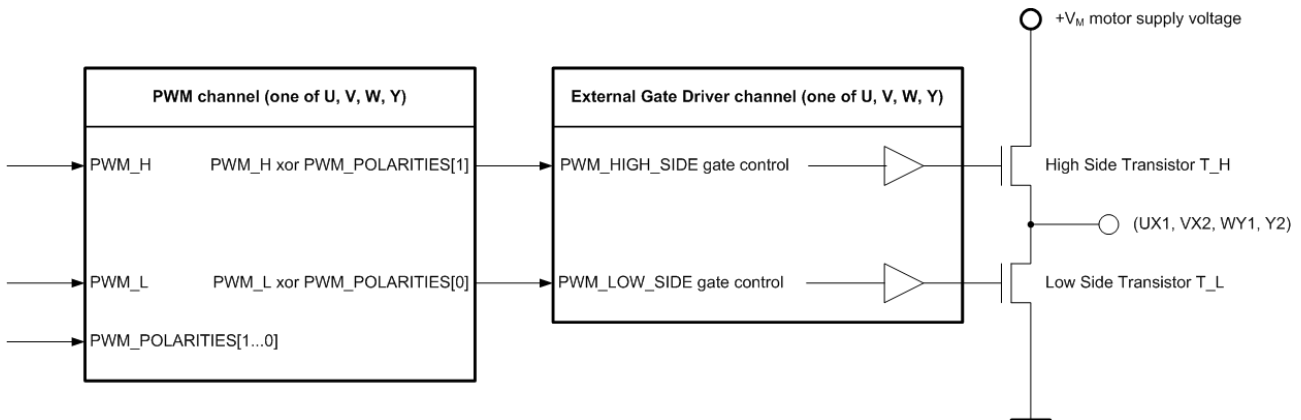 +VM motor supply voltage
PWM channel (one of U, V, W, Y)
External Gate Driver channel (one of U, V, W, Y)
PWM_H
PWM_H xor PWM_POLARITIES[1]
PWM_HIGH_SIDE gate control
High Side Transistor T_H
(UX1, VX2, WY1, Y2)
PWM_L
PWM_L xor PWM_POLARITIES[0]
PWM_LOW_SIDE gate control
Low Side Transistor T_L
PWM_POLARITIES[1...0]